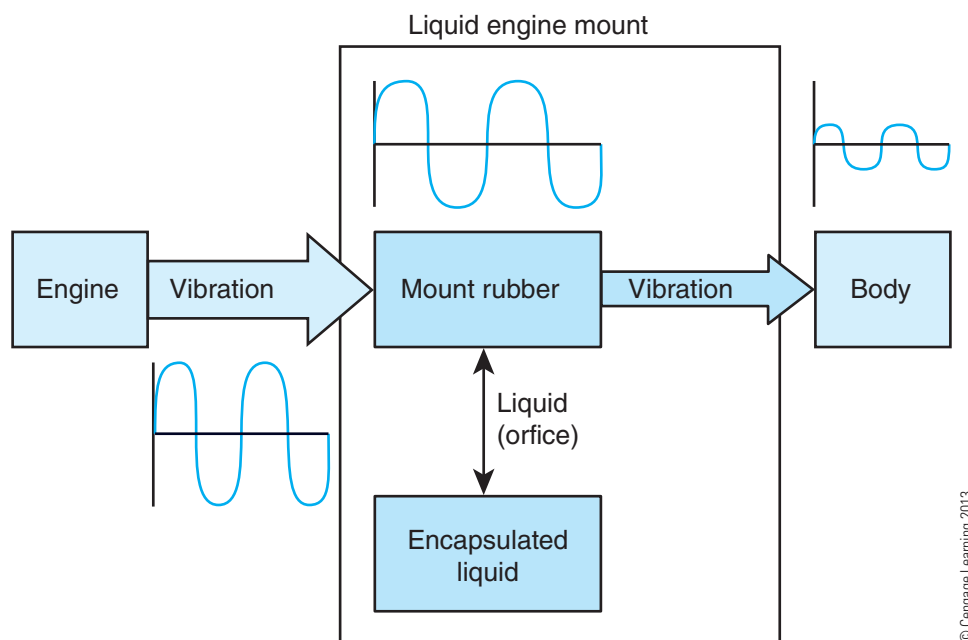 Liquid engine mount
Engine
Vibration
Mount rubber
Vibration
Body
Liquid
(orfice)
Encapsulated
liquid
© Cengage Learning 2013